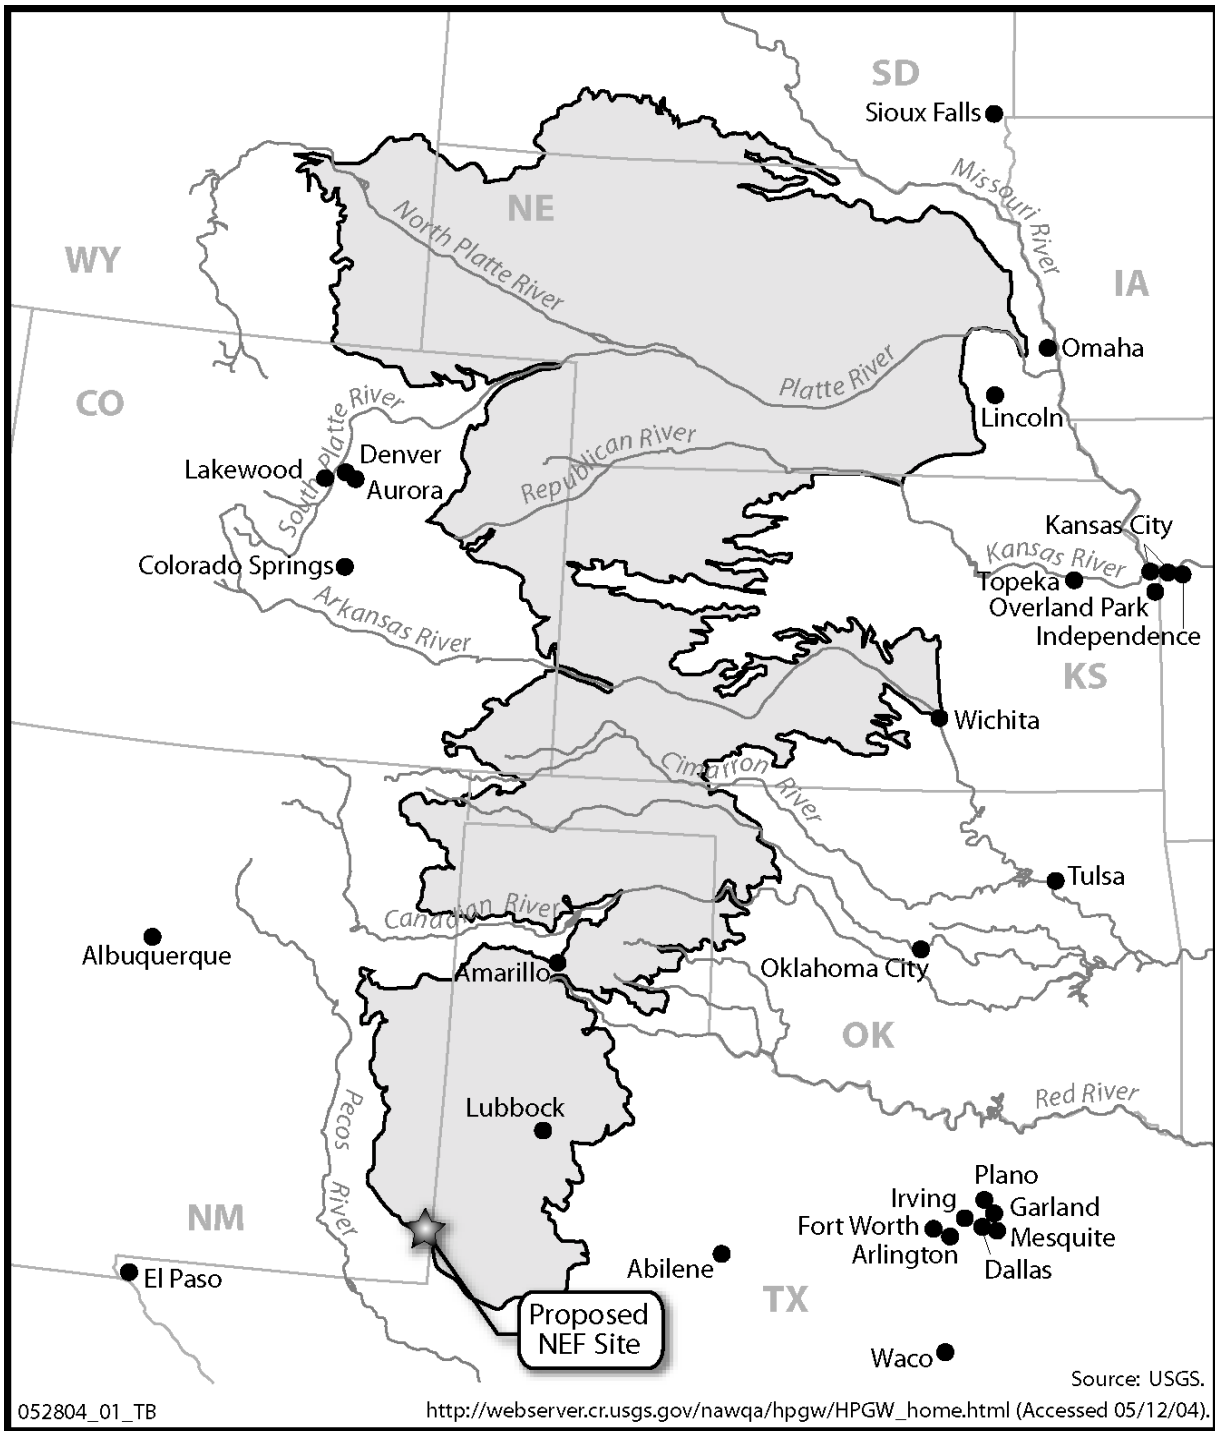 SD
Sioux Falls
Missouri River
NE
North Platte River
WY
IA
Omaha
Platte River
CO
Lincoln
South Platte River
Republican River
Denver
Lakewood
Aurora
Kansas City
Kansas River
Colorado Springs
Topeka
Overland Park
Independence
Arkansas River
KS
Wichita
Cimarron River
Tulsa
Canadian River
Albuquerque
Amarillo
Oklahoma City
OK
Red River
Lubbock
Pecos River
Plano
Irving
Garland
NM
Fort Worth
Mesquite
Arlington
Dallas
Abilene
El Paso
TX
Proposed
NEF Site
Waco
Source: USGS.
052804_01_TB
http://webserver.cr.usgs.gov/nawqa/hpgw/HPGW_home.html (Accessed 05/12/04).